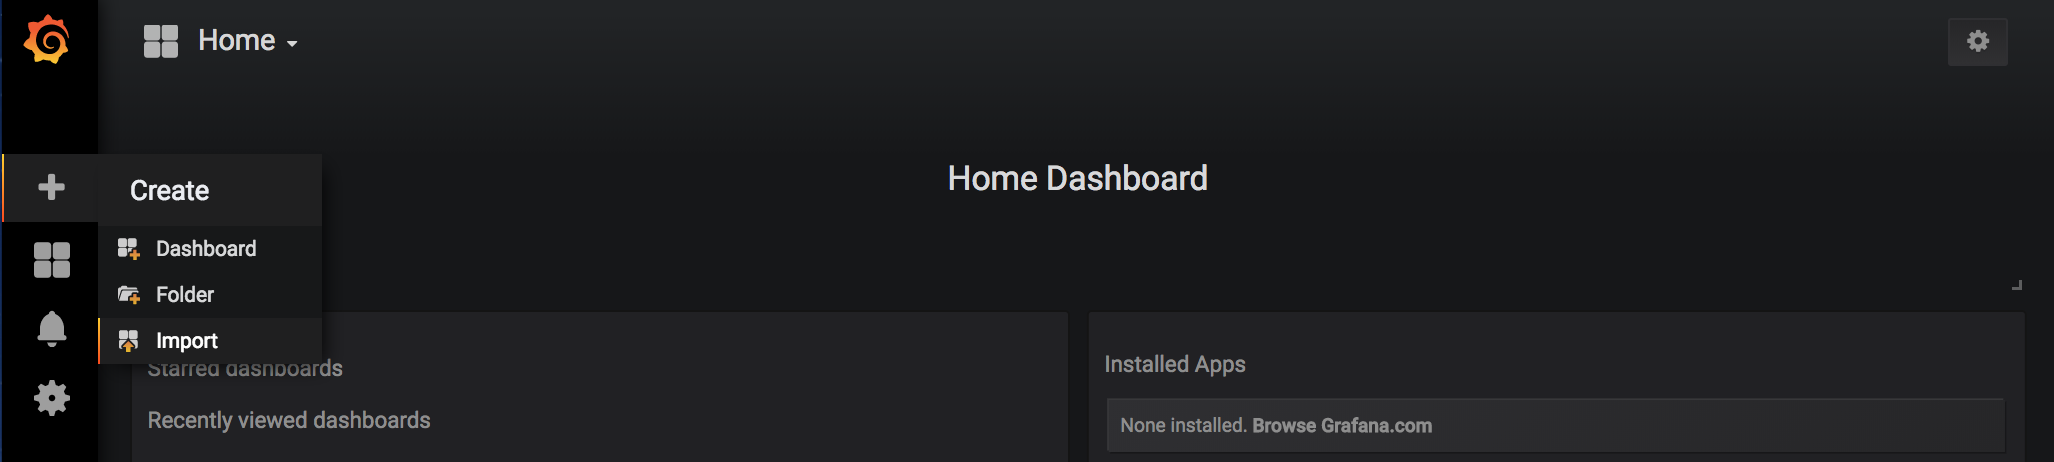 Home
Home Dashboard
Create
Dashboard
Folder
Import
Starred dashboards
Recently viewed dashboards
Installed Apps
None installed. Browse Grafana.com